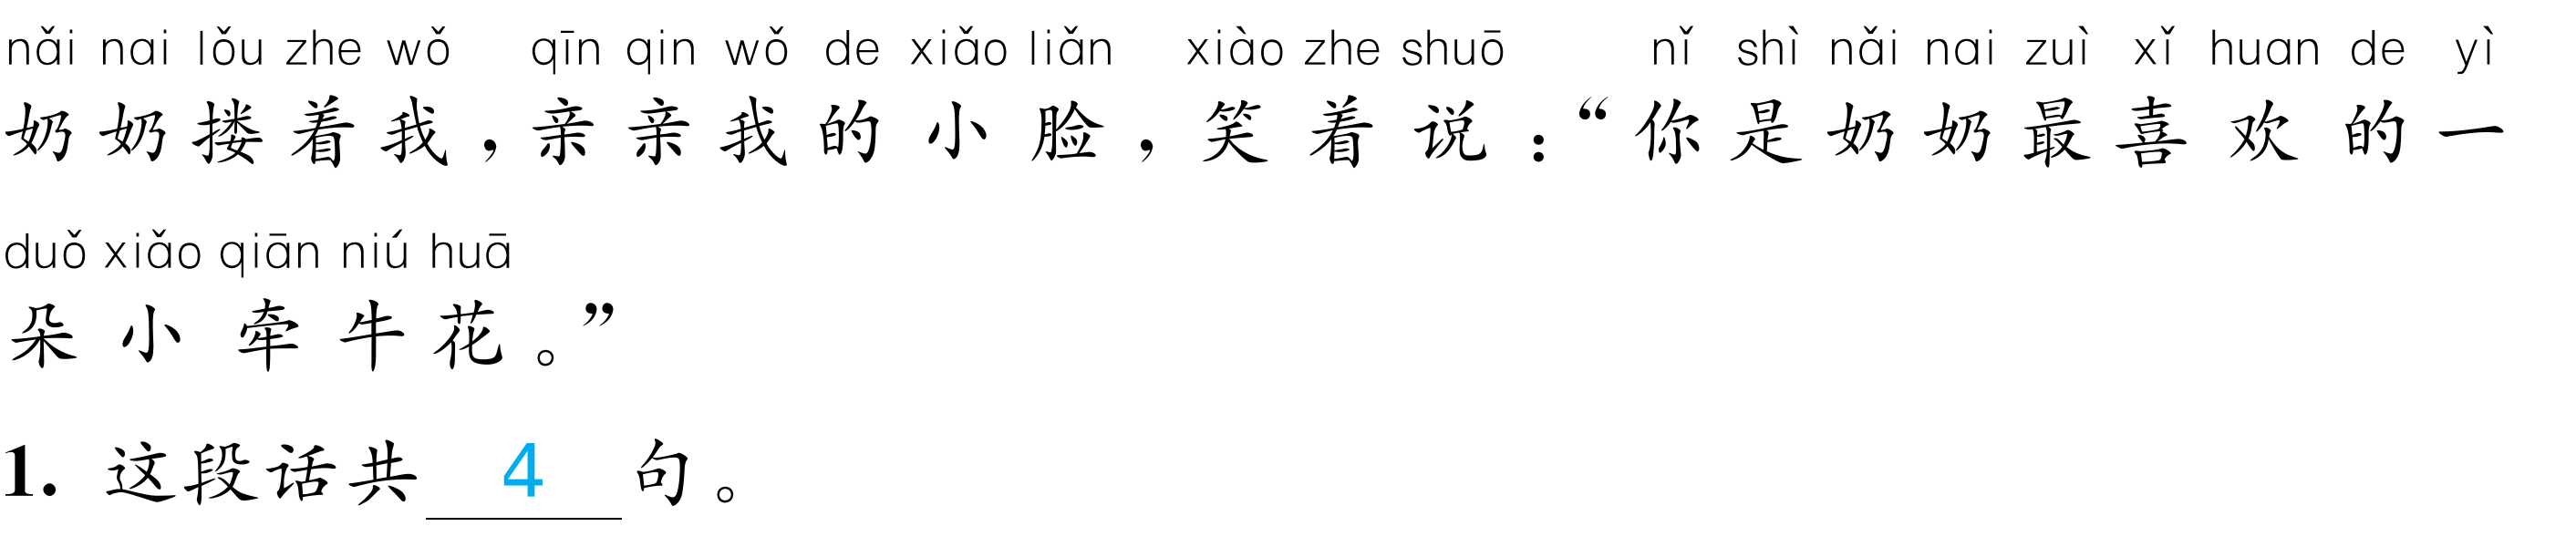 nǎi nai lǒu zhe wǒ qīn qin wǒ de xiǎo liǎn xiào zhe shuō nǐ shì nǎi nai zuì xǐ huan de yì
奶奶搂着我，亲亲我的小脸，笑着说：“你是奶奶最喜欢的一
duǒ xiǎo qiān niú huā
朵小牵牛花。”
1. 这段话共 4 句。